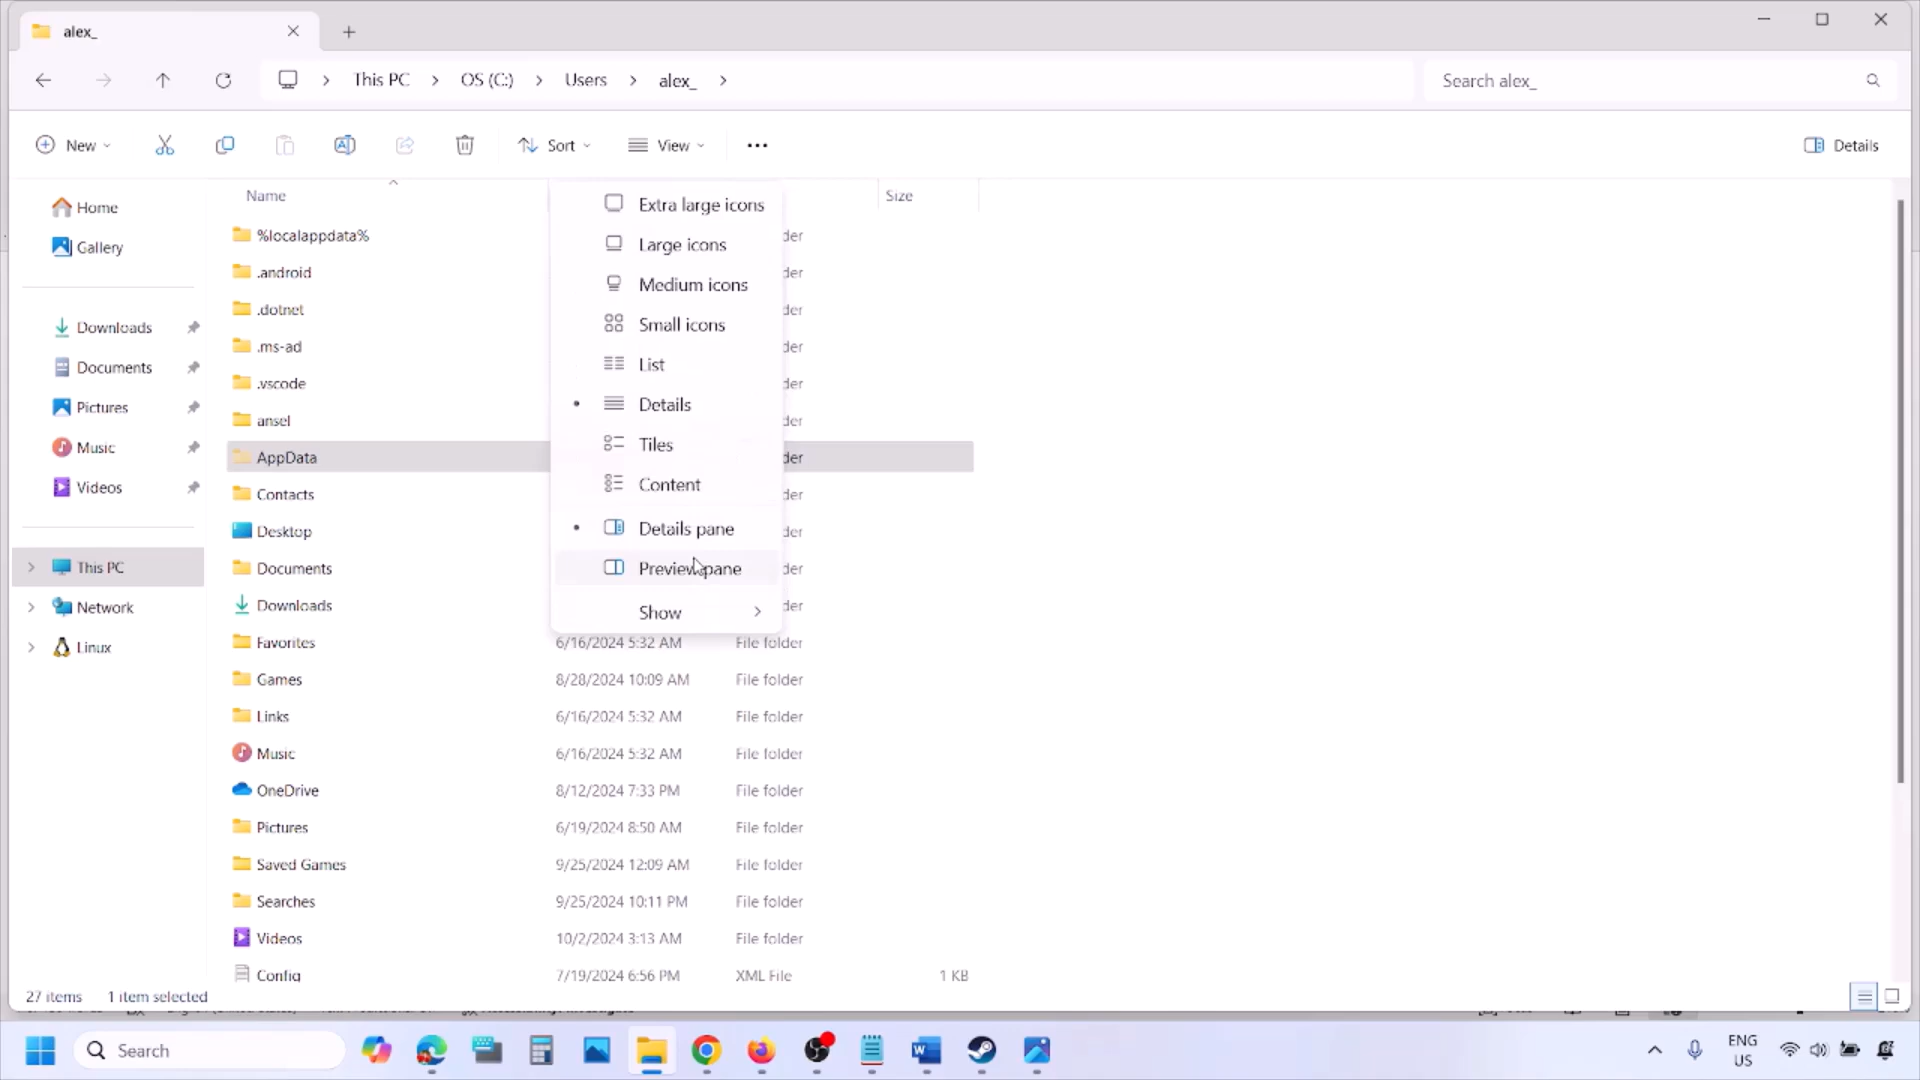 alex_
This PC > OS (C:) > Users > alex_ >
Search alex_
New
Sort
View
Details
Name
Size
Home
Gallery
Downloads
Documents
Pictures
Music
Videos
This PC
Network
Linux
%localappdata%
.android
.dotnet
.ms-ad
.vscode
ansel
AppData
der
Contacts
Desktop
Documents
Downloads
Favorites 6/16/2024 5:32 AM File folder
Games 8/28/2024 10:09 AM File folder
Links 6/16/2024 5:32 AM File folder
Music 6/16/2024 5:32 AM File folder
OneDrive 8/12/2024 7:33 PM File folder
Pictures 6/19/2024 8:50 AM File folder
Saved Games 9/25/2024 12:09 AM File folder
Searches 9/25/2024 10:11 PM File folder
Videos 10/2/2024 3:13 AM File folder
Config 7/19/2024 6:56 PM XML File 1 KB
Extra large icons
Large icons
Medium icons
Small icons
List
Details
Tiles
Content
Details pane
Preview pane
Show
27 items 1 item selected
Search
ENG
US